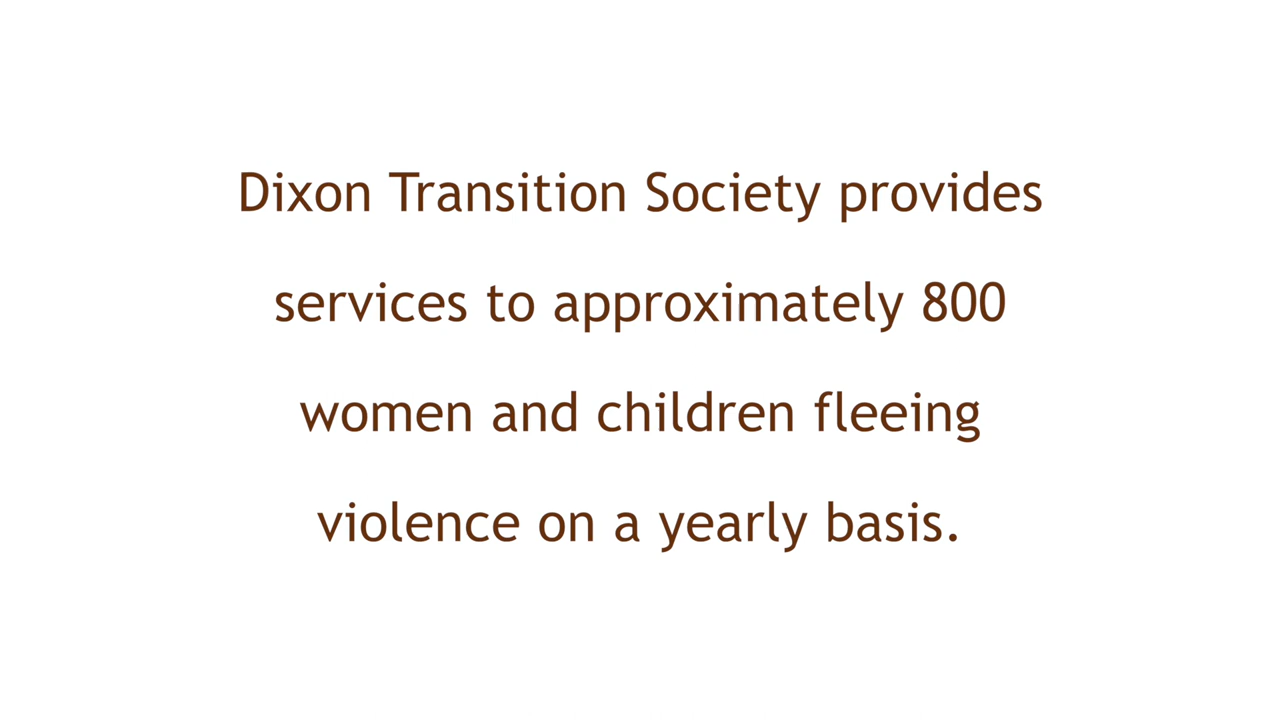 Dixon Transition Society provides
services to approximately 800
women and children fleeing
violence on a yearly basis.